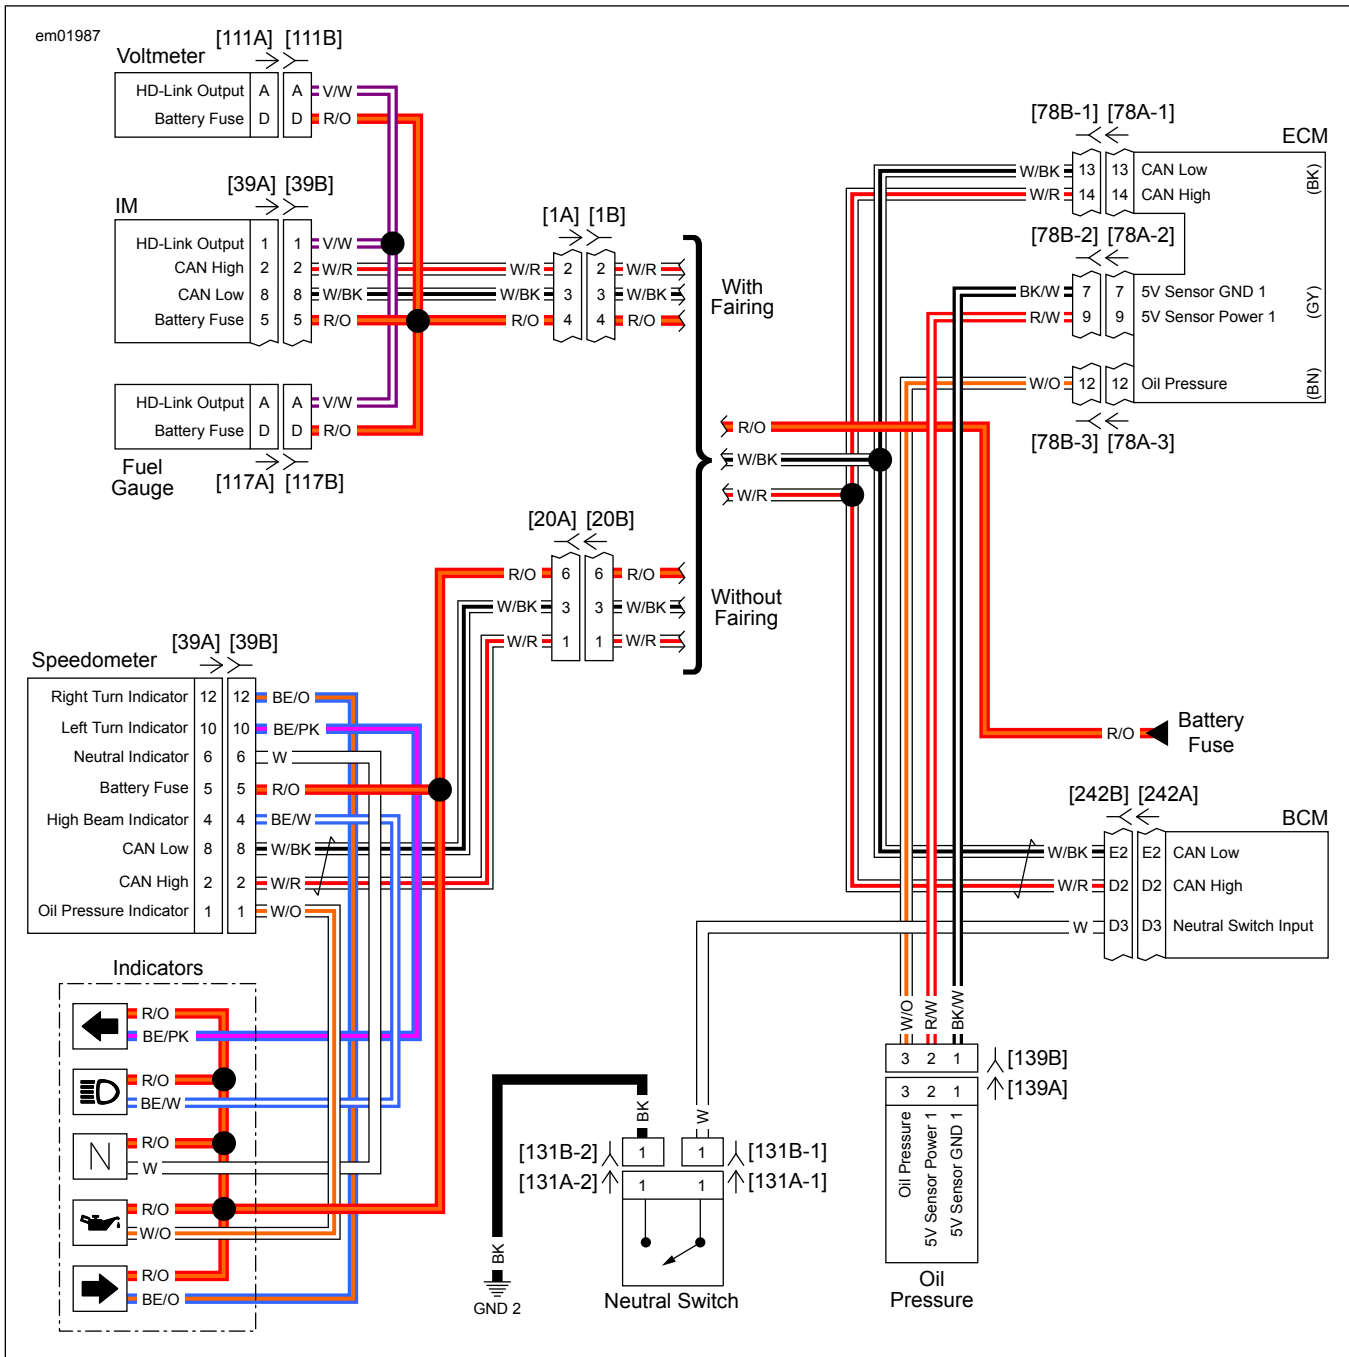 em01987
Voltmeter
[111A] [111B]
HD-Link Output A A V/W
Battery Fuse D D R/O
IM
[39A] [39B]
HD-Link Output 1 1 V/W
CAN High 2 2 W/R
CAN Low 8 8 W/BK
Battery Fuse 5 5 R/O
HD-Link Output A A V/W
Battery Fuse D D R/O
Fuel
Gauge
[117A] [117B]
[1A] [1B]
W/R 2 2 W/R
W/BK 3 3 W/BK
R/O 4 4 R/O
With
Fairing
[20A] [20B]
R/O 6 6 R/O
W/BK 3 3 W/BK
W/R 1 1 W/R
Without
Fairing
R/O
W/BK
W/R
[78B-1] [78A-1]
ECM
W/BK 13 13 CAN Low
W/R 14 14 CAN High
(BK)
[78B-2] [78A-2]
BK/W 7 7 5V Sensor GND 1
R/W 9 9 5V Sensor Power 1
(GY)
W/O 12 12 Oil Pressure
(BN)
[78B-3] [78A-3]
R/O
Battery
Fuse
[242B] [242A]
BCM
W/BK E2 E2 CAN Low
W/R D2 D2 CAN High
W D3 D3 Neutral Switch Input
Speedometer
[39A] [39B]
Right Turn Indicator 12 12 BE/O
Left Turn Indicator 10 10 BE/PK
Neutral Indicator 6 6 W
Battery Fuse 5 5 R/O
High Beam Indicator 4 4 BE/W
CAN Low 8 8 W/BK
CAN High 2 2 W/R
Oil Pressure Indicator 1 1 W/O
Indicators
R/O
BE/PK
R/O
BE/W
N
R/O
W
R/O
W/O
R/O
BE/O
BK
BK
GND 2
W
[131B-2] 1 1 [131B-1]
[131A-2] 1 1 [131A-1]
Neutral Switch
W/O R/W BK/W
3 2 1 [139B]
3 2 1 [139A]
Oil Pressure
5V Sensor Power 1
5V Sensor GND 1
Oil
Pressure